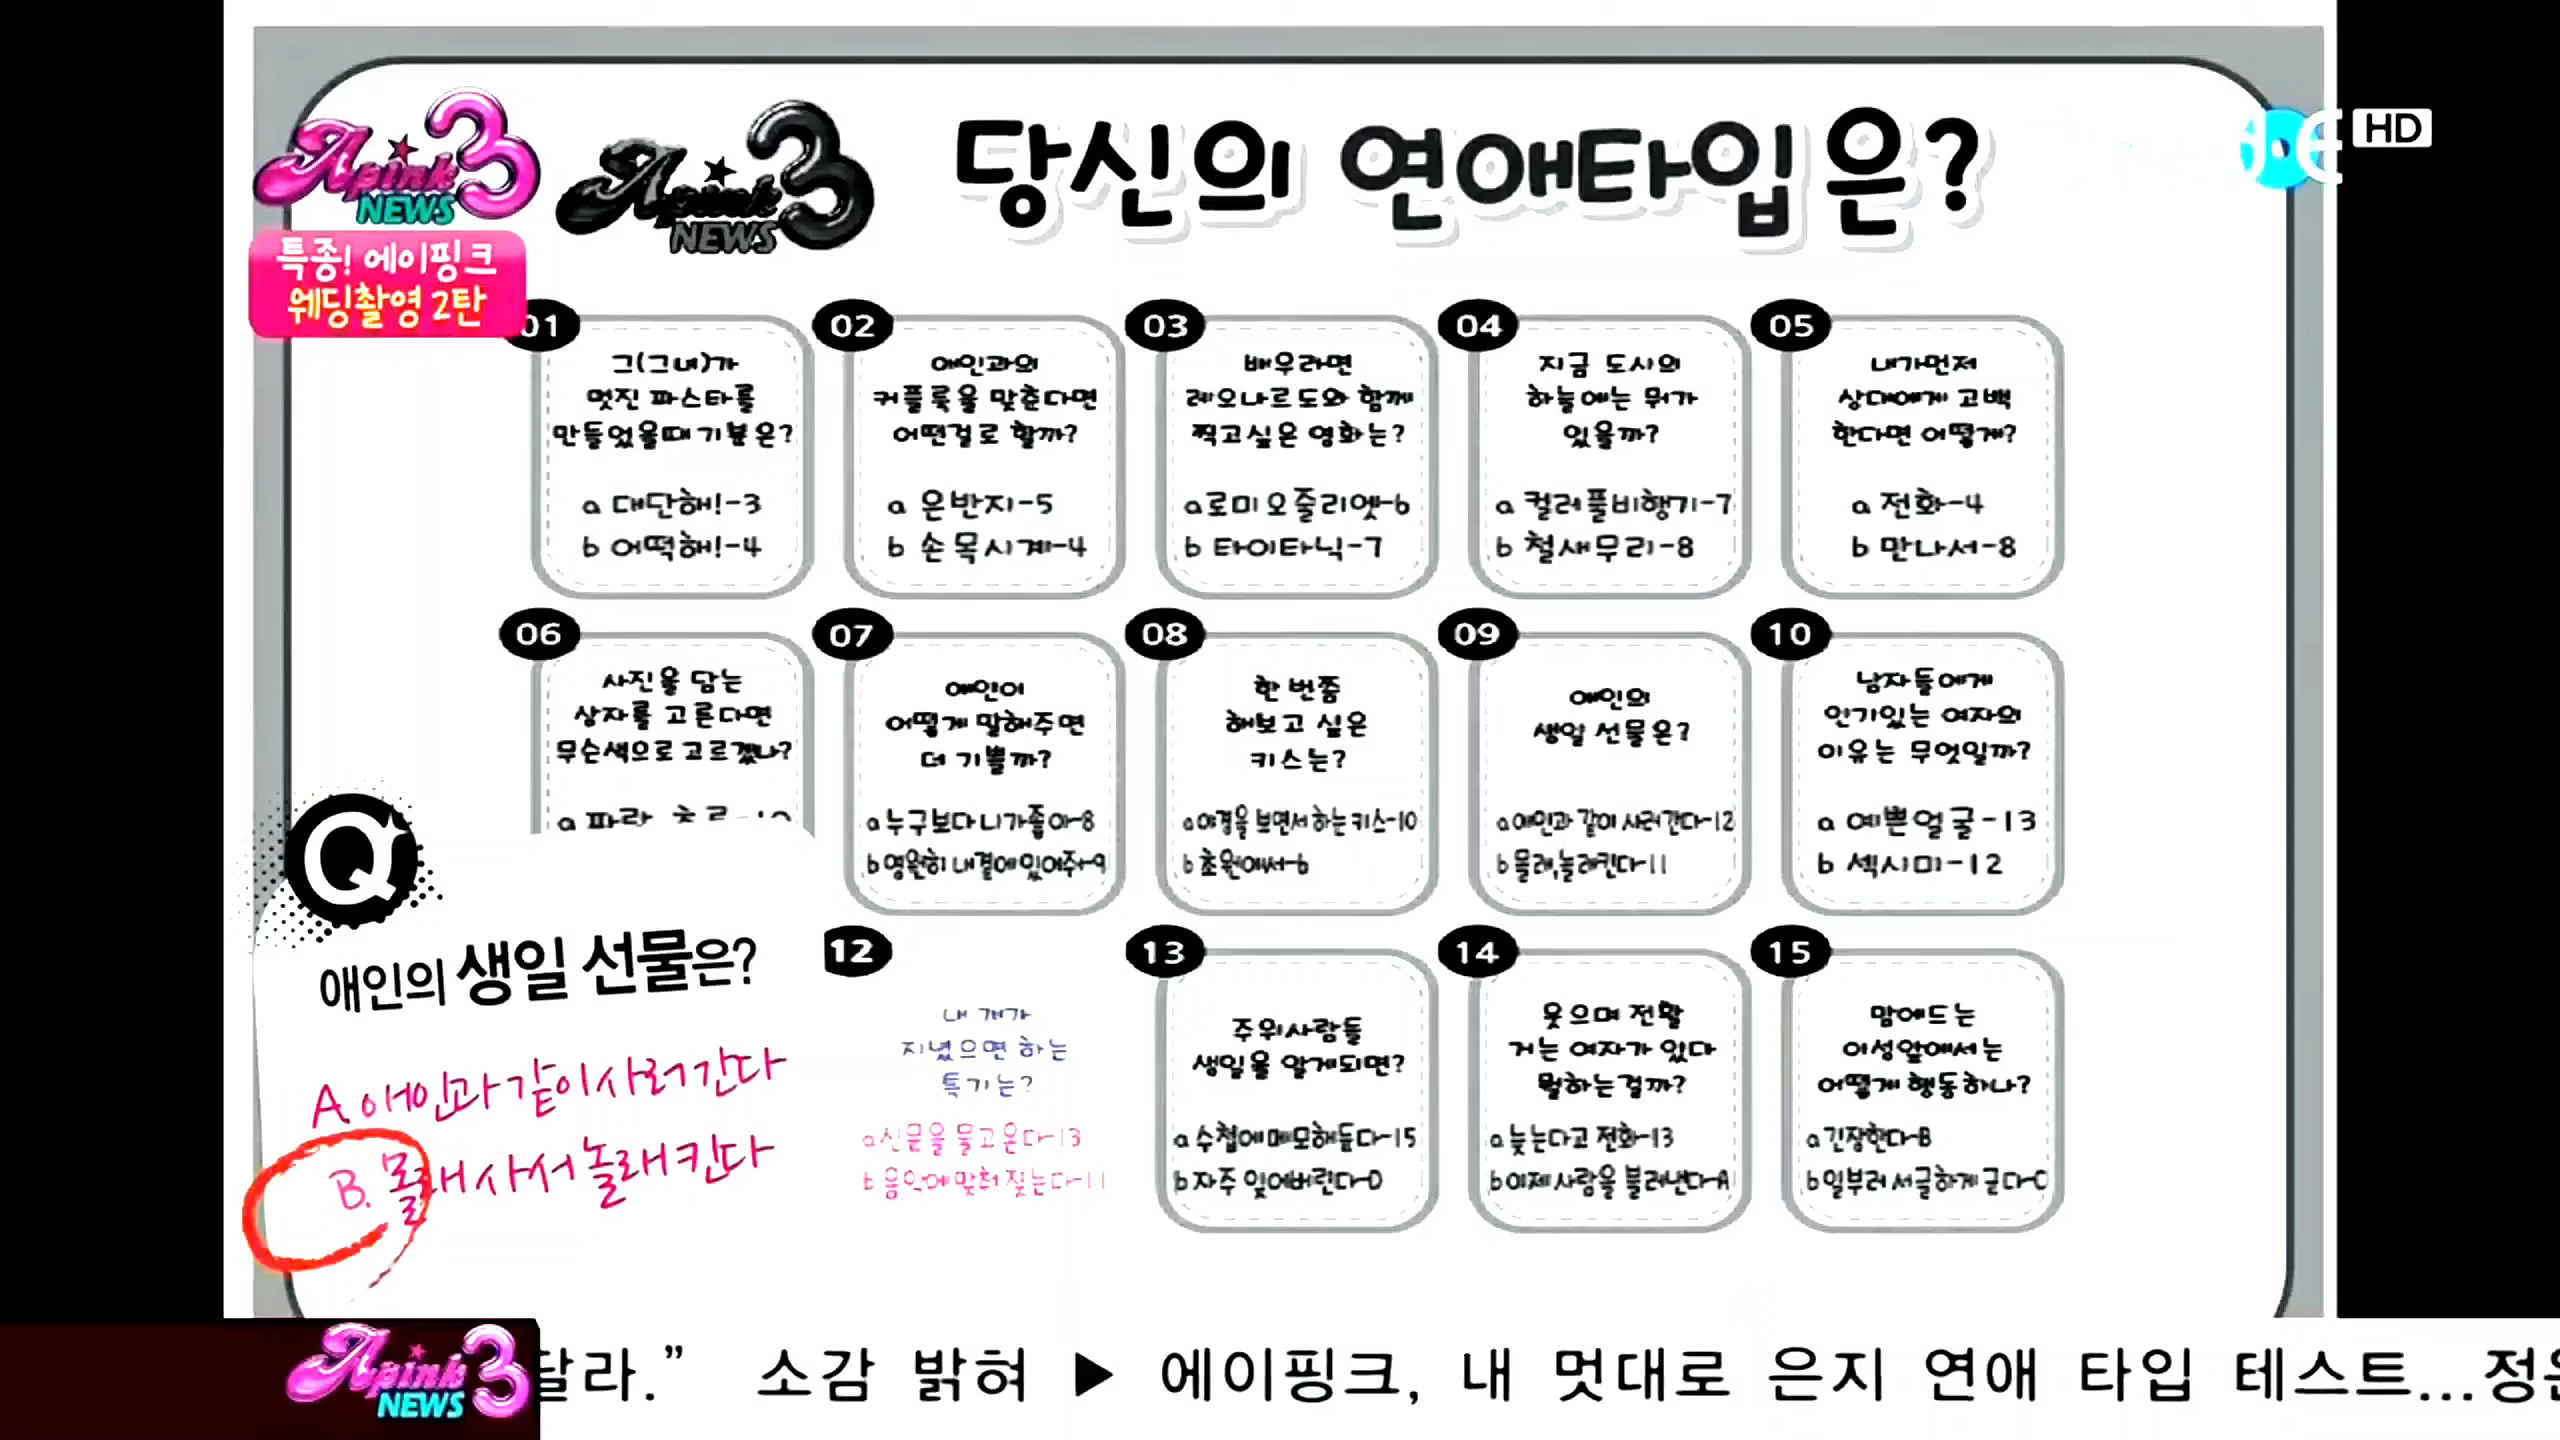 Apink NEWS 3
특종! 에이핑크
웨딩촬영 2탄
Apink NEWS 3
당신의 연애타입은?
HD
01
그(그녀)가
멋진 파스타를
만들었을때 기분은?
a 대단해!-3
b 어떡해!-4
02
애인과의
커플룩을 맞춘다면
어떤걸로 할까?
a 은반지-5
b 손목시계-4
03
배우라면
레오나르도와 함께
찍고싶은 영화는?
a로미오줄리엣-6
b 타이타닉-7
04
지금 도시의
하늘에는 뭐가
있을까?
a 컬러풀비행기-7
b 철새무리-8
05
내가먼저
상대에게 고백
한다면 어떻게?
a 전화-4
b 만나서-8
06
사진을 담는
상자를 고른다면
무슨색으로 고르겠나?
07
애인이
어떻게 말해주면
더 기쁠까?
a누구보다 니가좋아-8
b영원히 내곁에있어줘-9
08
한 번쯤
해보고 싶은
키스는?
a야경을 보면서하는키스-10
b초원에서-6
09
애인의
생일 선물은?
a애인과 같이 사러간다-12
b몰래,놀래킨다-11
10
남자들에게
인기있는 여자의
이유는 무엇일까?
a 예쁜얼굴-13
b 섹시미-12
Q
애인의 생일 선물은?
A. 애인과 같이 사러간다
B. 몰래 사서 놀래킨다
12
내 개가
지녔으면 하는
특기는?
a신문을 물고온다-13
b음악에맞춰 짖는다-11
13
주위사람들
생일을 알게되면?
a수첩에메모해둔다-15
b자주 잊어버린다-D
14
웃으며 전활
거는 여자가 있다
뭘하는걸까?
a늦는다고 전화-13
b이제 사람을 불러낸다-A
15
맘에드는
이성앞에서는
어떻게 행동하나?
a긴장한다-B
b일부러 서글하게 군다-C
Apink NEWS 3
달라.” 소감 밝혀 ▶ 에이핑크, 내 멋대로 은지 연애 타입 테스트...정은